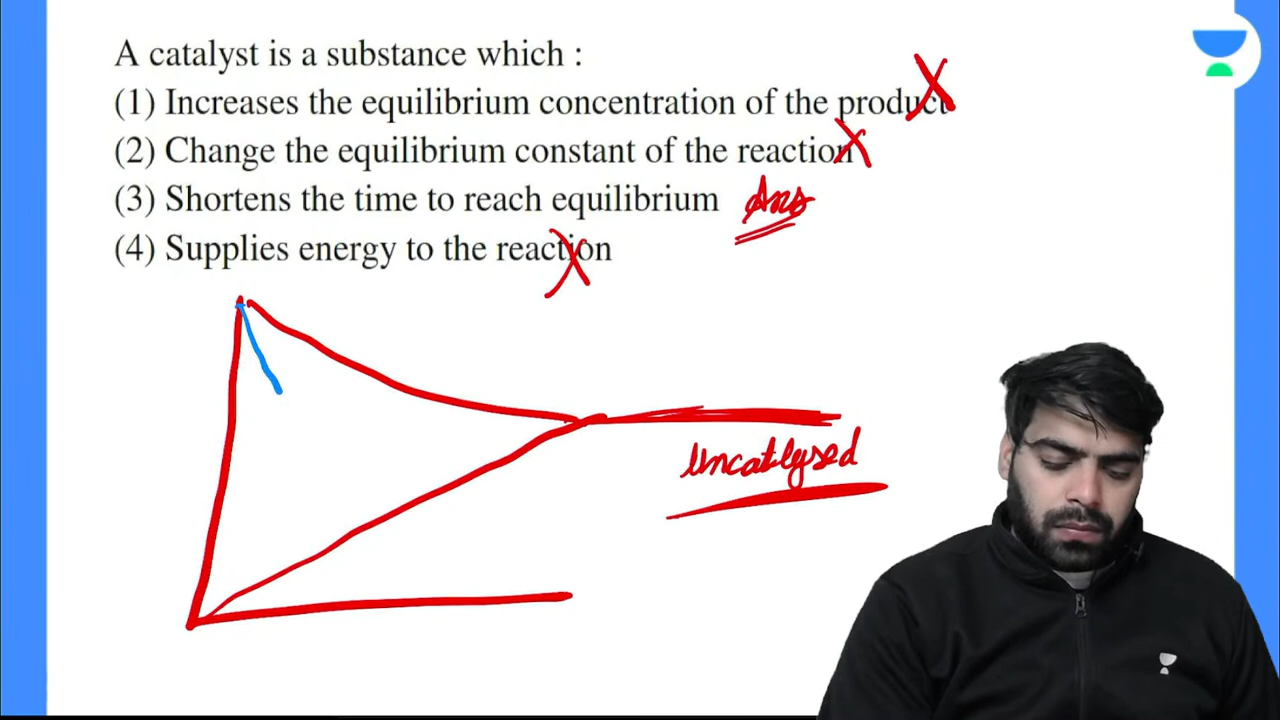 A catalyst is a substance which :
(1) Increases the equilibrium concentration of the product
(2) Change the equilibrium constant of the reaction
(3) Shortens the time to reach equilibrium Ans
(4) Supplies energy to the reaction
Uncatlysed